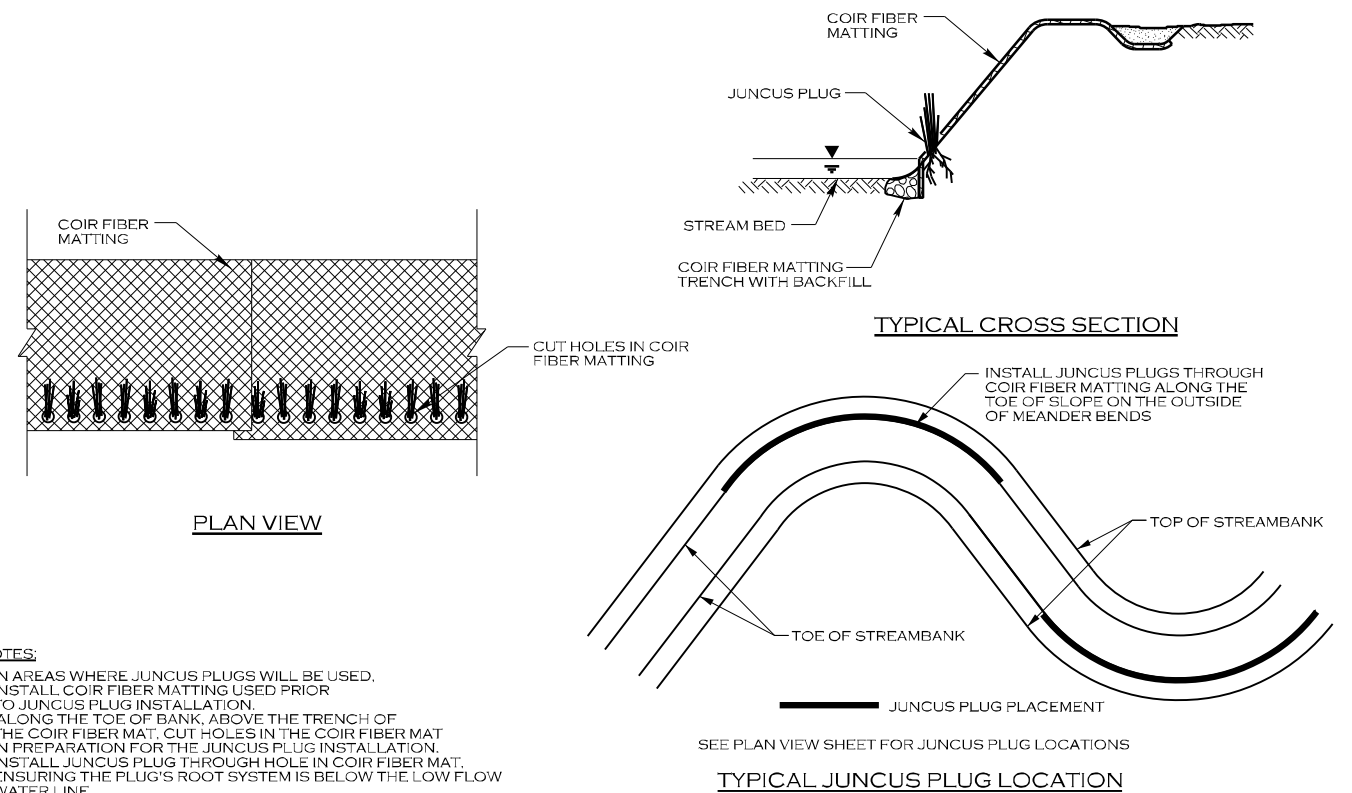 COIR FIBER
MATTING
JUNCUS PLUG
STREAM BED
COIR FIBER MATTING
TRENCH WITH BACKFILL
TYPICAL CROSS SECTION
COIR FIBER
MATTING
CUT HOLES IN COIR
FIBER MATTING
PLAN VIEW
INSTALL JUNCUS PLUGS THROUGH
COIR FIBER MATTING ALONG THE
TOE OF SLOPE ON THE OUTSIDE
OF MEANDER BENDS
TOP OF STREAMBANK
TOE OF STREAMBANK
JUNCUS PLUG PLACEMENT
SEE PLAN VIEW SHEET FOR JUNCUS PLUG LOCATIONS
TYPICAL JUNCUS PLUG LOCATION
OTES:
N AREAS WHERE JUNCUS PLUGS WILL BE USED,
NSTALL COIR FIBER MATTING USED PRIOR
TO JUNCUS PLUG INSTALLATION.
ALONG THE TOE OF BANK, ABOVE THE TRENCH OF
THE COIR FIBER MAT, CUT HOLES IN THE COIR FIBER MAT
N PREPARATION FOR THE JUNCUS PLUG INSTALLATION.
NSTALL JUNCUS PLUG THROUGH HOLE IN COIR FIBER MAT,
ENSURING THE PLUG'S ROOT SYSTEM IS BELOW THE LOW FLOW
WATER LINE